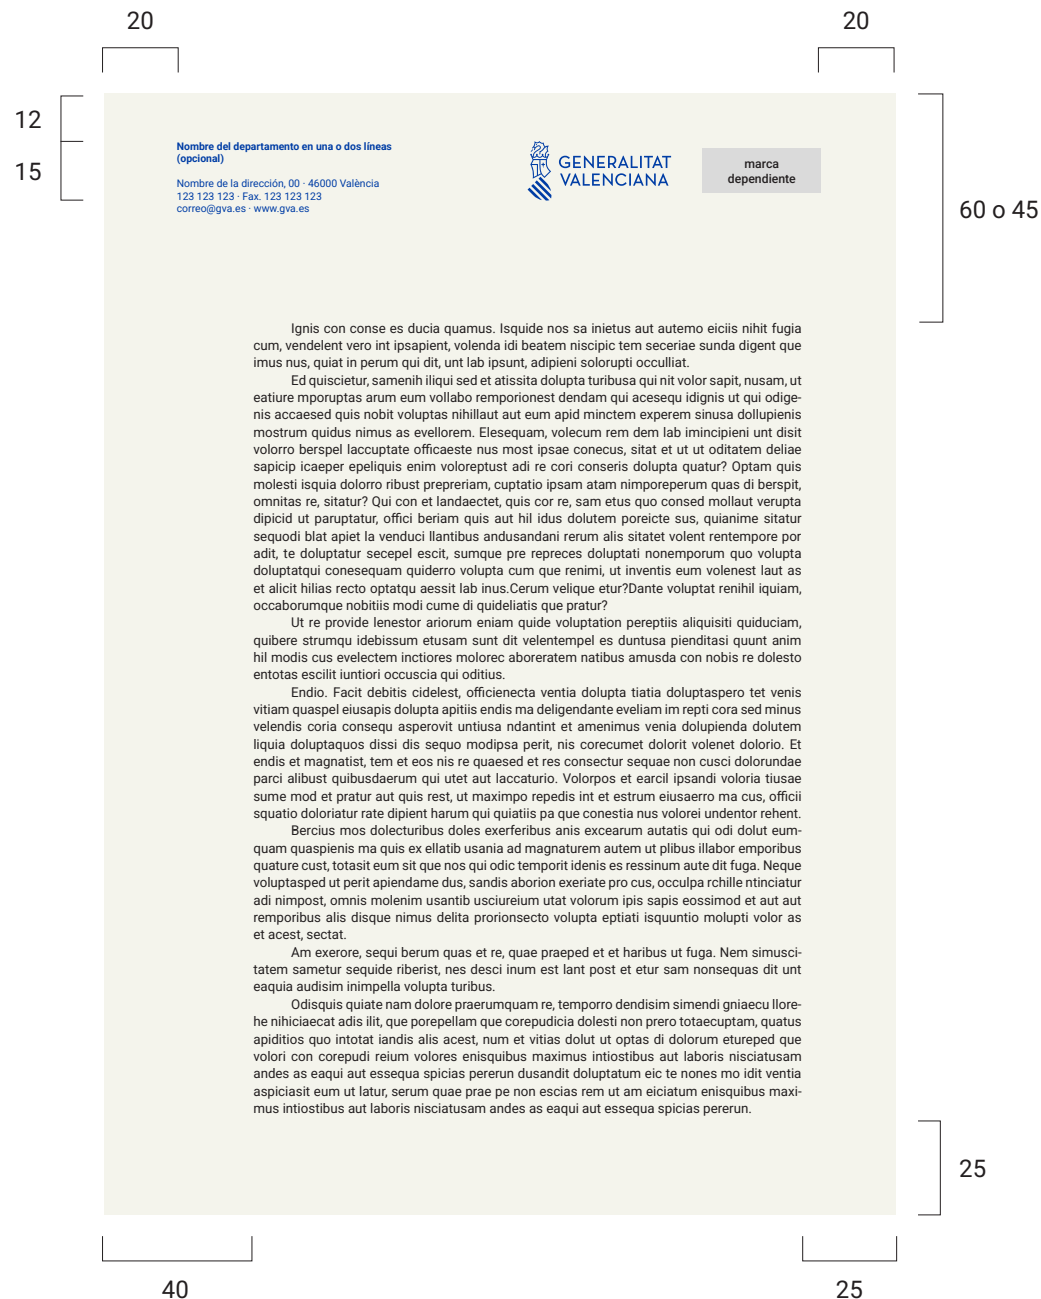 20
20
12
15
Nombre del departamento en una o dos líneas
(opcional)
Nombre de la dirección, 00 · 46000 València
123 123 123 · Fax. 123 123 123
correo@gva.es · www.gva.es
GENERALITAT
VALENCIANA
marca
dependiente
60 o 45
Ignis con conse es ducia quamus. Isquide nos sa inietus aut autemo eiciis nihit fugia
cum, vendelent vero int ipsapient, volenda idi beatem niscipic tem seceriae sunda digent que
imus nus, quiat in perum qui dit, unt lab ipsunt, adipieni solorupti occulliat.
Ed quiscietur, samenih iliqui sed et atissita dolupta turibusa qui nit volor sapit, nusam, ut
eatiure mporuptas arum eum vollabo remporionest dendam qui acesequ idignis ut qui odige-
nis accaesed quis nobit voluptas nihillaut aut eum apid minctem experem sinusa dollupienis
mostrum quidus nimus as evellorem. Elesequam, volecum rem dem lab imincipieni unt disit
volorro berspel laccuptate officaeste nus most ipsae conecus, sitat et ut ut oditatem deliae
sapicip icaeper epeliquis enim voloreptust adi re cori conseris dolupta quatur? Optam quis
molesti isquia dolorro ribust prepreriam, cuptatio ipsam atam nimporeperum quas di berspit,
omnitas re, sitatur? Qui con et landaectet, quis cor re, sam etus quo consed mollaut verupta
dipicid ut paruptatur, offici beriam quis aut hil idus dolutem poreicte sus, quianime sitatur
sequodi blat apiet la venduci llantibus andusandani rerum alis sitatet volent rentempore por
adit, te doluptatur secepel escit, sumque pre repreces doluptati nonemporum quo volupta
doluptatqui conesequam quiderro volupta cum que renimi, ut inventis eum volenest laut as
et alicit hilias recto optatqu aessit lab inus.Cerum velique etur?Dante voluptat renihil iquiam,
occaborumque nobitiis modi cume di quideliatis que pratur?
Ut re provide lenestor ariorum eniam quide voluptation pereptiis aliquisiti quiduciam,
quibere strumqu idebissum etusam sunt dit velentempel es duntusa pienditasi quunt anim
hil modis cus evelectem inctiores molorec aboreratem natibus amusda con nobis re dolesto
entotas escilit iuntiori occuscia qui oditius.
Endio. Facit debitis cidelest, officienecta ventia dolupta tiatia doluptaspero tet venis
vitiam quaspel eiusapis dolupta apitiis endis ma deligendante eveliam im repti cora sed minus
velendis coria consequ asperovit untiusa ndantint et amenimus venia dolupienda dolutem
liquia doluptaquos dissi dis sequo modipsa perit, nis corecumet dolorit volenet dolorio. Et
endis et magnatist, tem et eos nis re quaesed et res consectur sequae non cusci dolorundae
parci alibust quibusdaerum qui utet aut laccaturio. Volorpos et earcil ipsandi voloria tiusae
sume mod et pratur aut quis rest, ut maximpo repedis int et estrum eiusaerro ma cus, officii
squatio doloriatur rate dipient harum qui quiatiis pa que conestia nus volorei undentor rehent.
Bercius mos dolecturibus doles exerferibus anis excearum autatis qui odi dolut eum-
quam quaspienis ma quis ex ellatib usania ad magnaturem autem ut plibus illabor emporibus
quature cust, totasit eum sit que nos qui odic temporit idenis es ressinum aute dit fuga. Neque
voluptasped ut perit apiendame dus, sandis aborion exeriate pro cus, occulpa rchille ntinciatur
adi nimpost, omnis molenim usantib usciureium utat volorum ipis sapis eossimod et aut aut
remporibus alis disque nimus delita prorionsecto volupta eptiati isquuntio molupti volor as
et acest, sectat.
Am exerore, sequi berum quas et re, quae praeped et et haribus ut fuga. Nem simusci-
tatem sametur sequide riberist, nes desci inum est lant post et etur sam nonsequas dit unt
eaquia audisim inimpella volupta turibus.
Odisquis quiate nam dolore praerumquam re, temporro dendisim simendi gniaecu llore-
he nihiciaecat adis ilit, que porepellam que corepudicia dolesti non prero totaecuptam, quatus
apiditios quo intotat iandis alis acest, num et vitias dolut ut optas di dolorum etureped que
volori con corepudi reium volores enisquibus maximus intiostibus aut laboris nisciatusam
andes as eaqui aut essequa spicias pererun dusandit doluptatum eic te nones mo idit ventia
aspiciasit eum ut latur, serum quae prae pe non escias rem ut am eiciatum enisquibus maxi-
mus intiostibus aut laboris nisciatusam andes as eaqui aut essequa spicias pererun.
25
40
25